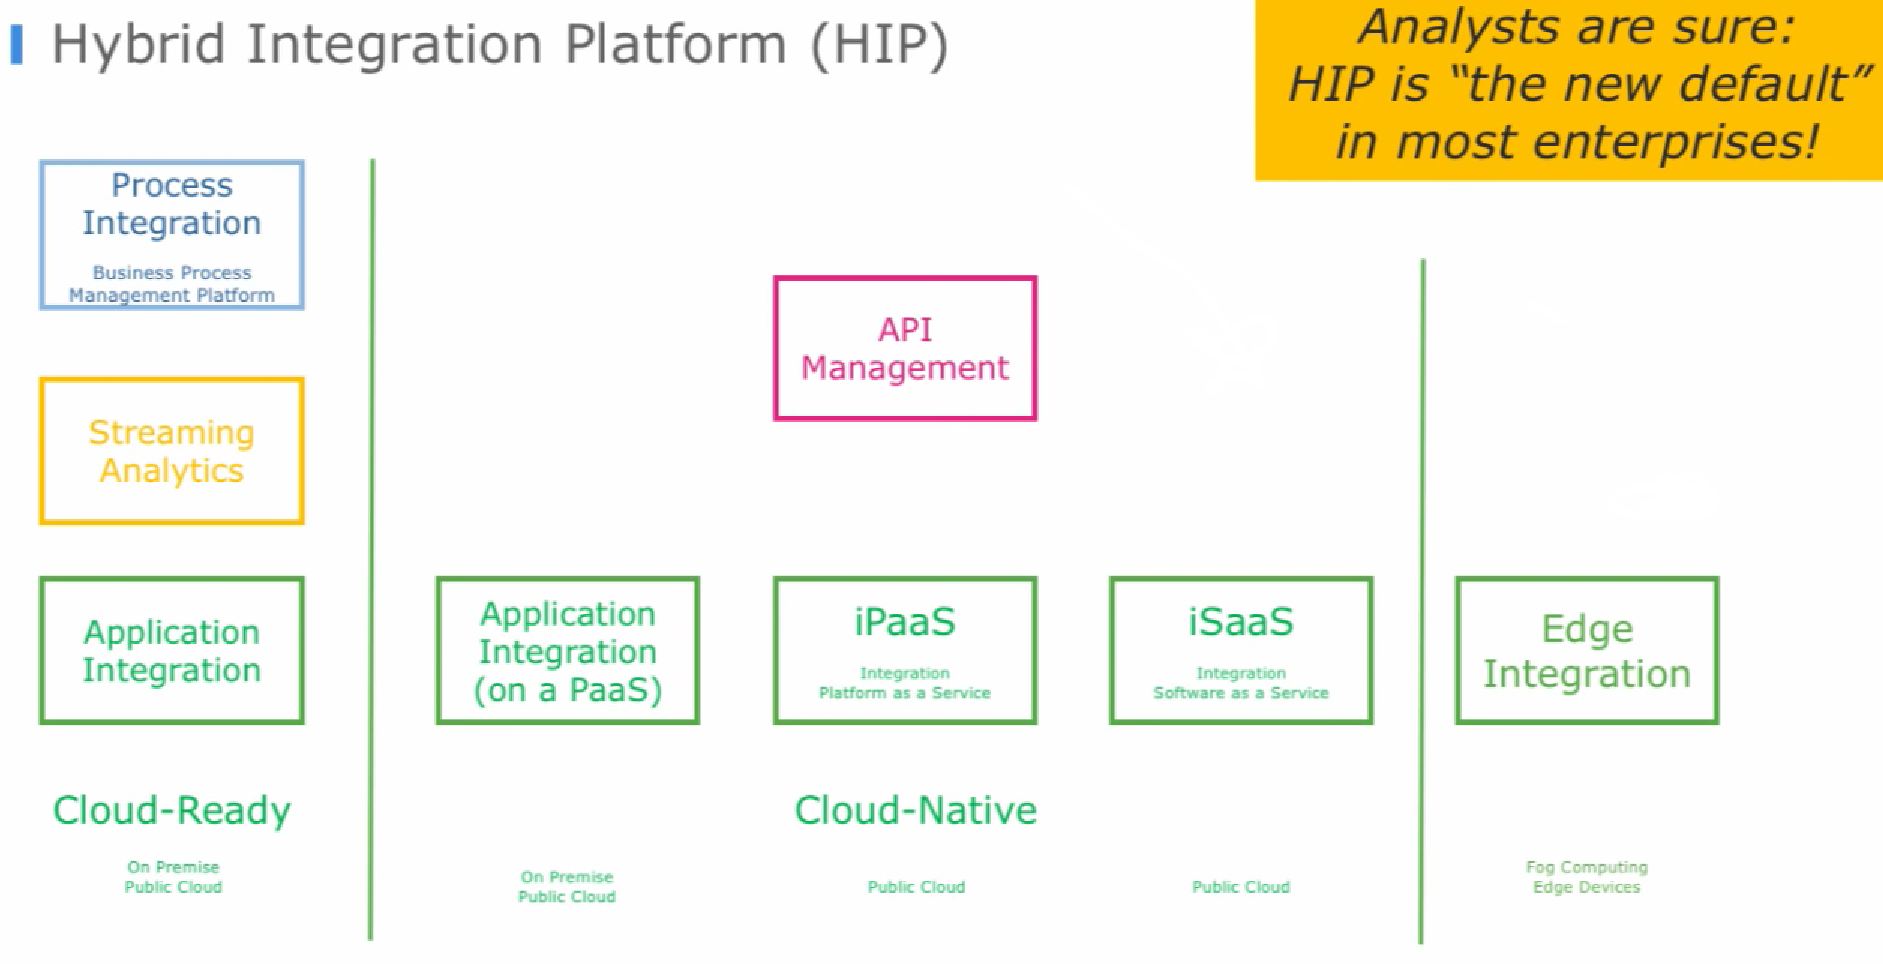 Hybrid Integration Platform (HIP)
Analysts are sure:
HIP is “the new default”
in most enterprises!
Process
Integration
Business Process
Management Platform
API
Management
Streaming
Analytics
Application
Integration
Application
Integration
(on a PaaS)
iPaaS
Integration
Platform as a Service
iSaaS
Integration
Software as a Service
Edge
Integration
Cloud-Ready
On Premise
Public Cloud
On Premise
Public Cloud
Cloud-Native
Public Cloud
Public Cloud
Fog Computing
Edge Devices